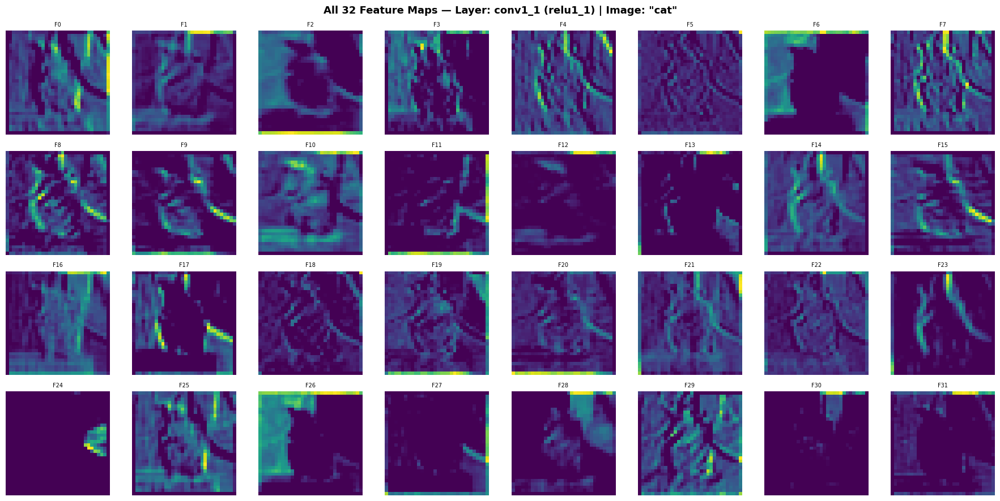 All 32 Feature Maps — Layer: conv1_1 (relu1_1) | Image: "cat"
F0 F1 F2 F3 F4 F5 F6 F7
F8 F9 F10 F11 F12 F13 F14 F15
F16 F17 F18 F19 F20 F21 F22 F23
F24 F25 F26 F27 F28 F29 F30 F31